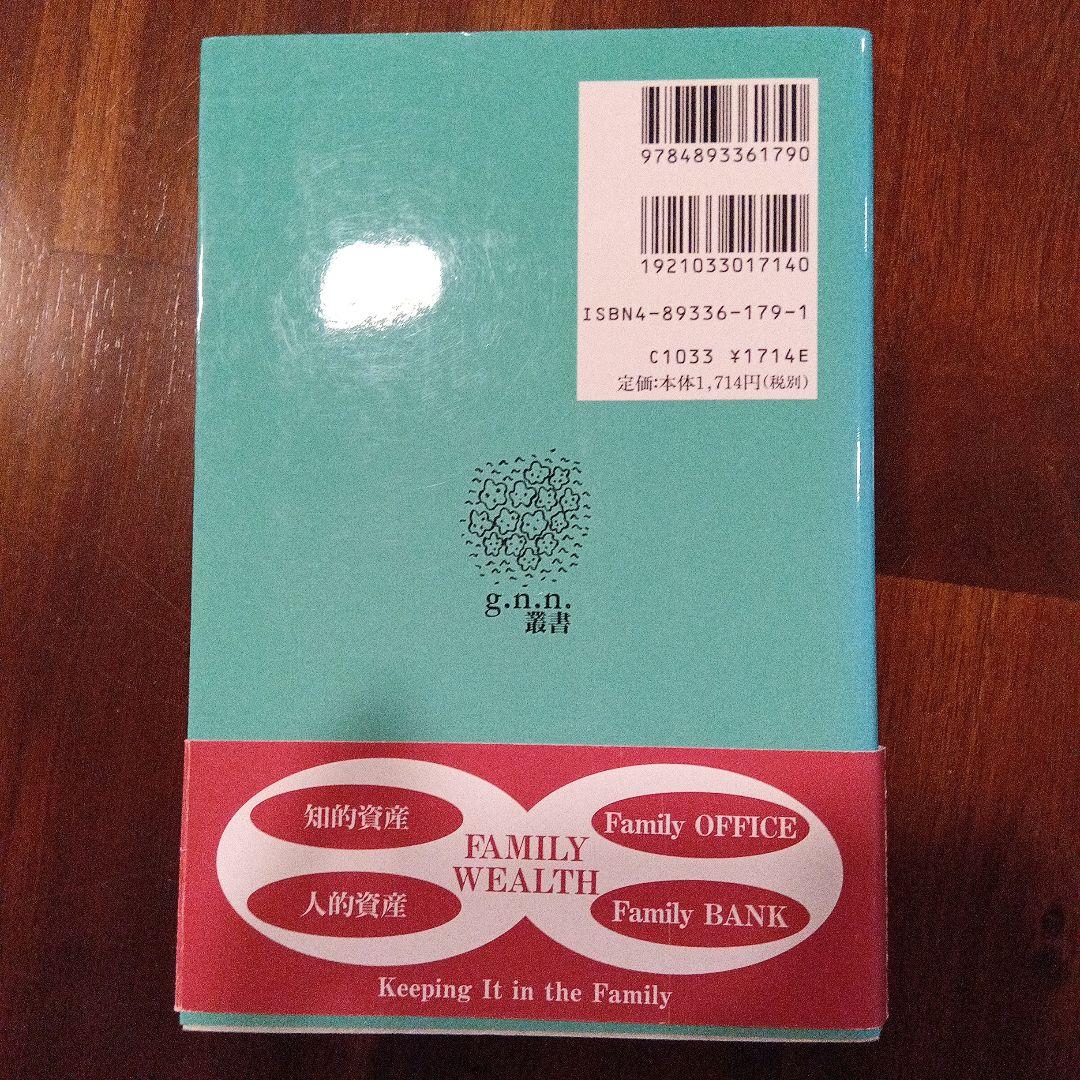 9784893361790
1921033017140
ISBN4-89336-179-1
C1033 ¥1714E
定価:本体1,714円(税別)
g.n.n.
叢書
知的資産
Family OFFICE
FAMILY
WEALTH
人的資産
Family BANK
Keeping It in the Family